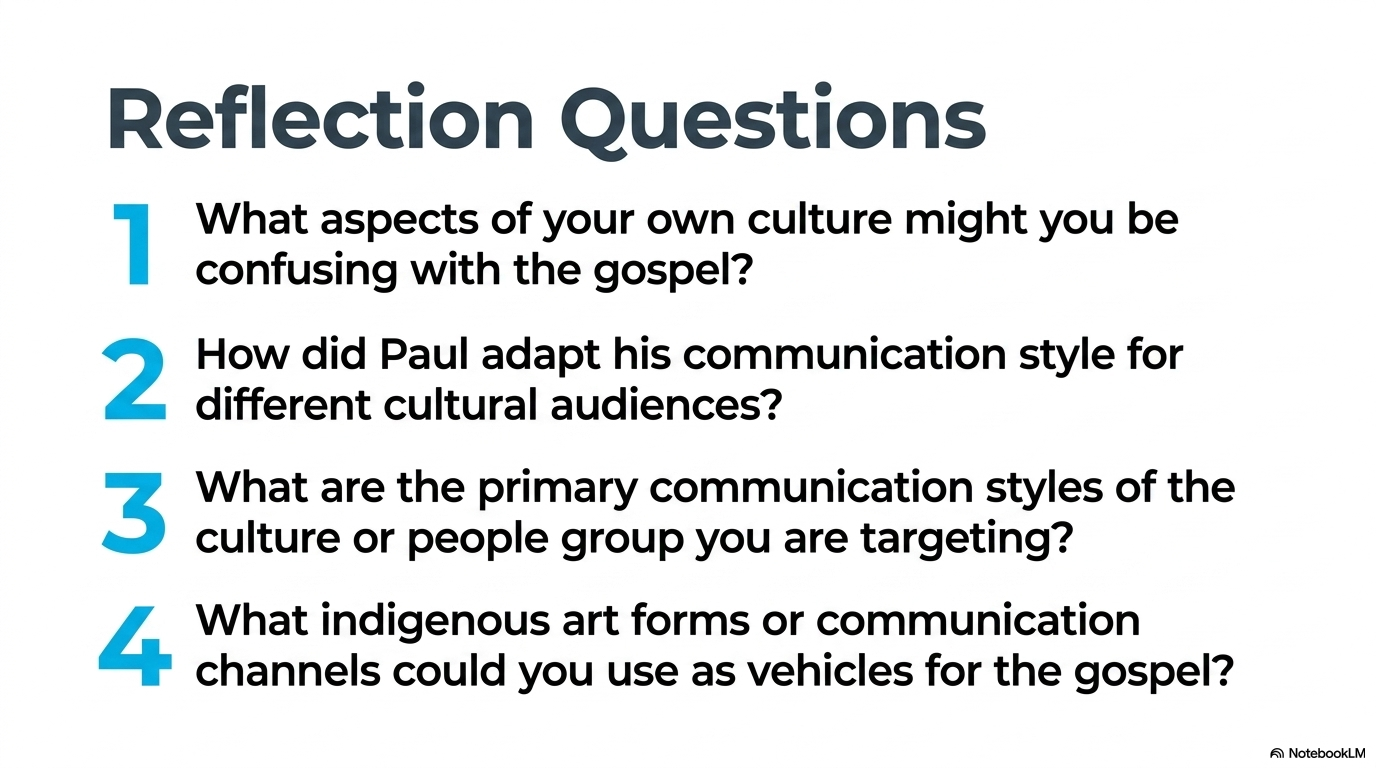 Reflection Questions
1 What aspects of your own culture might you be
confusing with the gospel?
2 How did Paul adapt his communication style for
different cultural audiences?
3 What are the primary communication styles of the
culture or people group you are targeting?
4 What indigenous art forms or communication
channels could you use as vehicles for the gospel?
NotebookLM